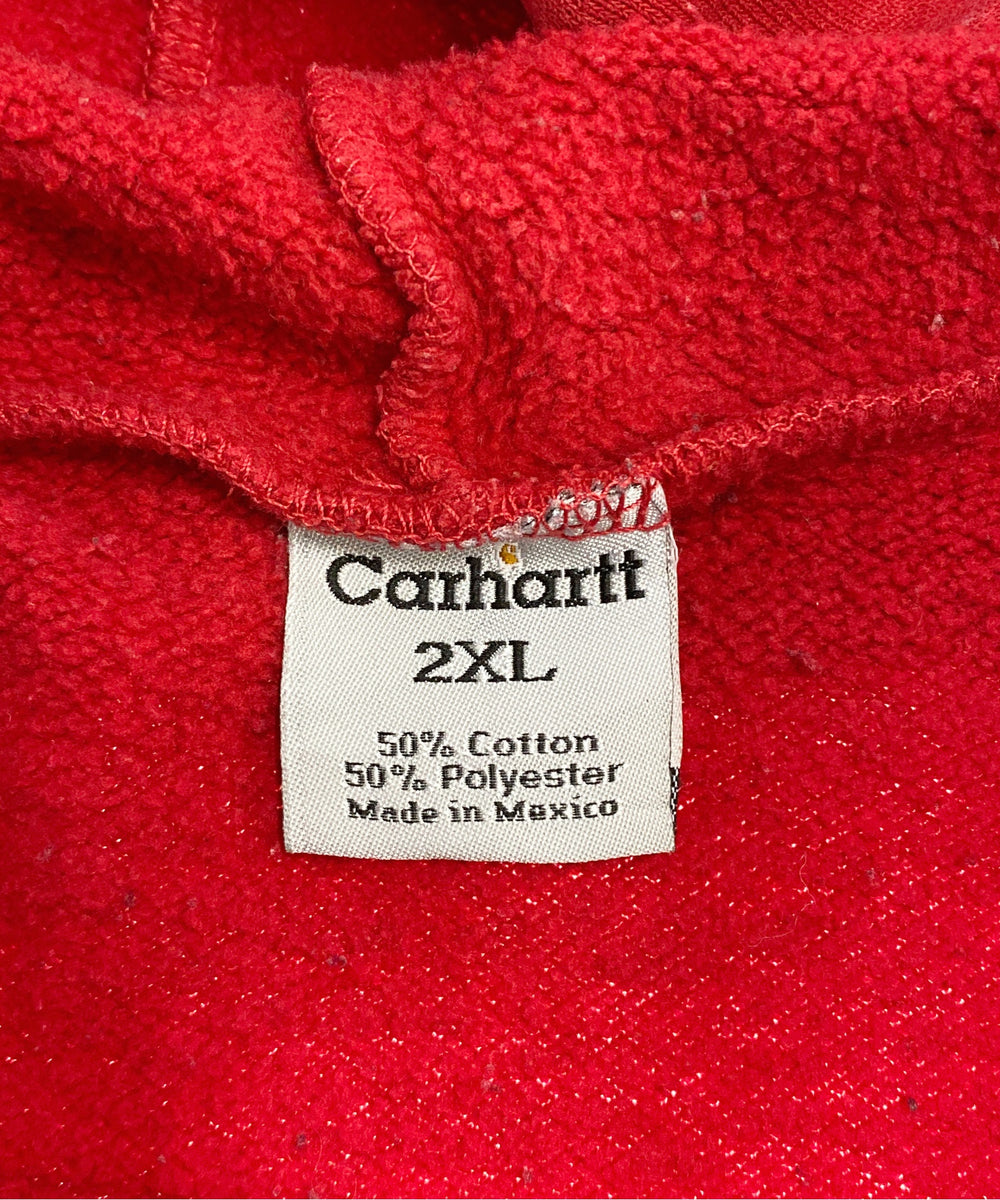 Carhartt
2XL
50% Cotton
50% Polyester
Made in Mexico